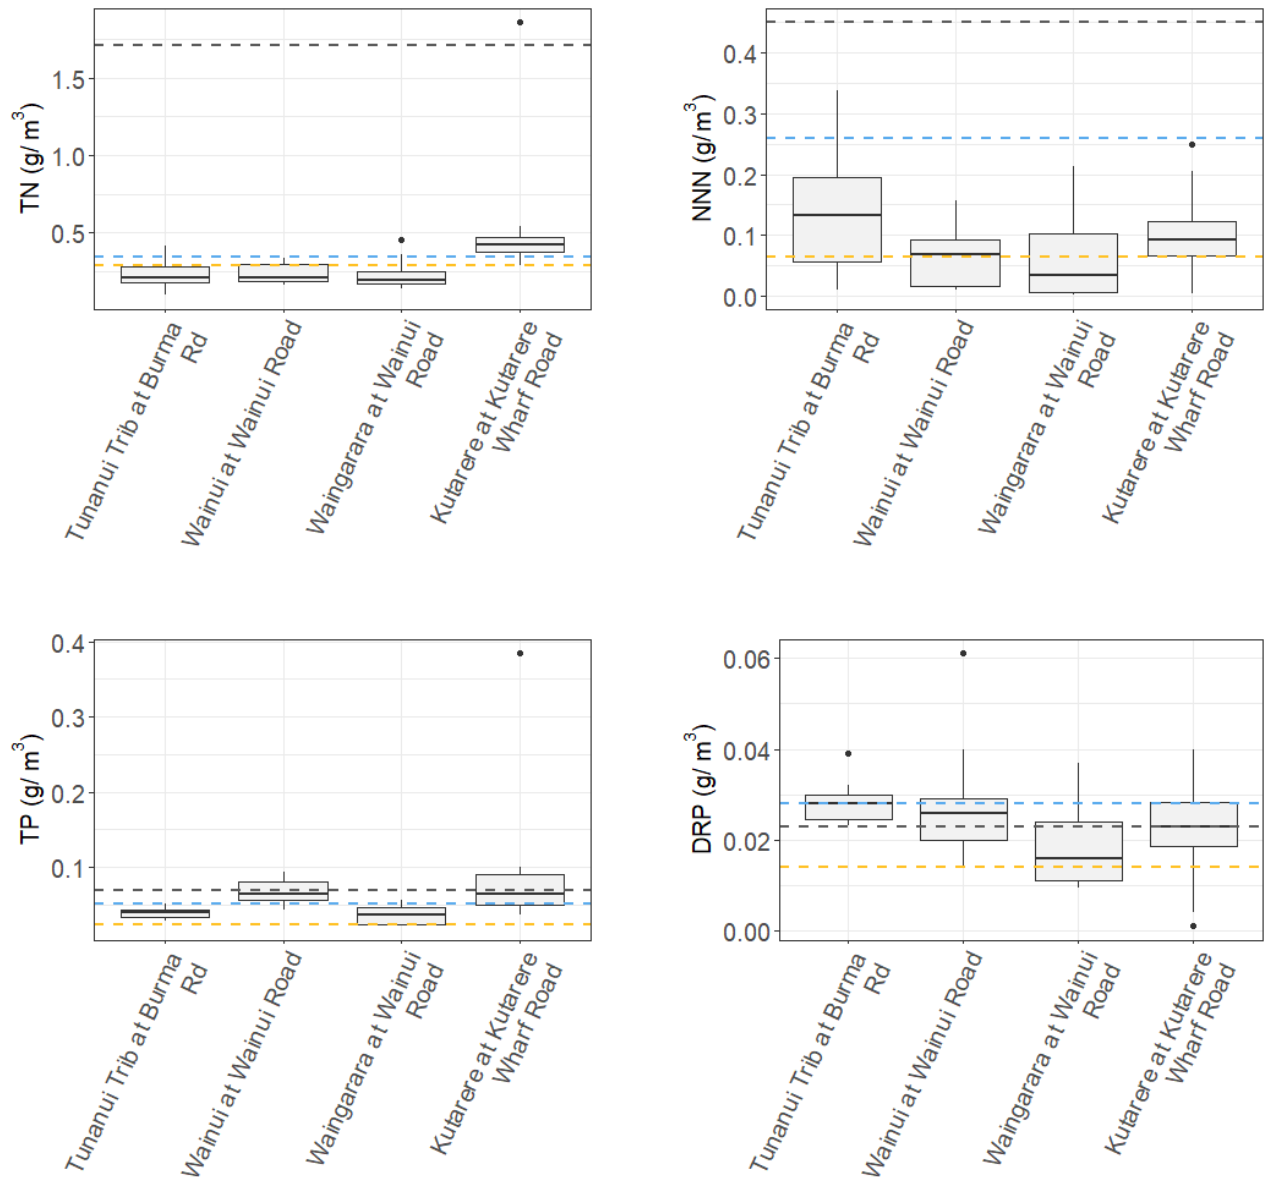 TN (g/ m3)
1.5
1.0
0.5
Tunanui Trib at Burma
Rd
Wainui at Wainui Road
Waingarara at Wainui
Road
Kutarere at Kutarere
Wharf Road
NNN (g/ m3)
0.4
0.3
0.2
0.1
0.0
Tunanui Trib at Burma
Rd
Wainui at Wainui Road
Waingarara at Wainui
Road
Kutarere at Kutarere
Wharf Road
TP (g/ m3)
0.4
0.3
0.2
0.1
Tunanui Trib at Burma
Rd
Wainui at Wainui Road
Waingarara at Wainui
Road
Kutarere at Kutarere
Wharf Road
DRP (g/ m3)
0.06
0.04
0.02
0.00
Tunanui Trib at Burma
Rd
Wainui at Wainui Road
Waingarara at Wainui
Road
Kutarere at Kutarere
Wharf Road